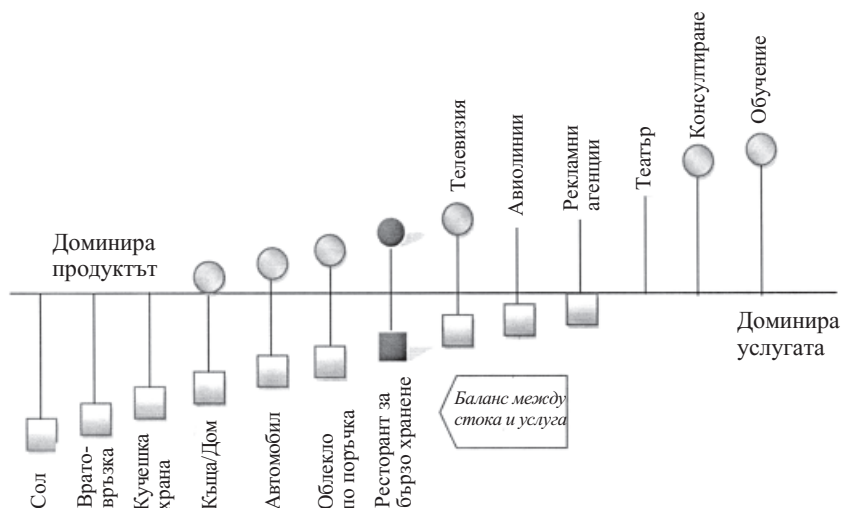 Доминира
продуктът
Сол
Врато-
връзка
Кучешка
храна
Къща/Дом
Автомобил
Облекло
по поръчка
Ресторант за
бързо хранене
Телевизия
Авиолинии
Рекламни
агенции
Театър
Консултиране
Обучение
Доминира
услугата
Баланс между
стока и услуга